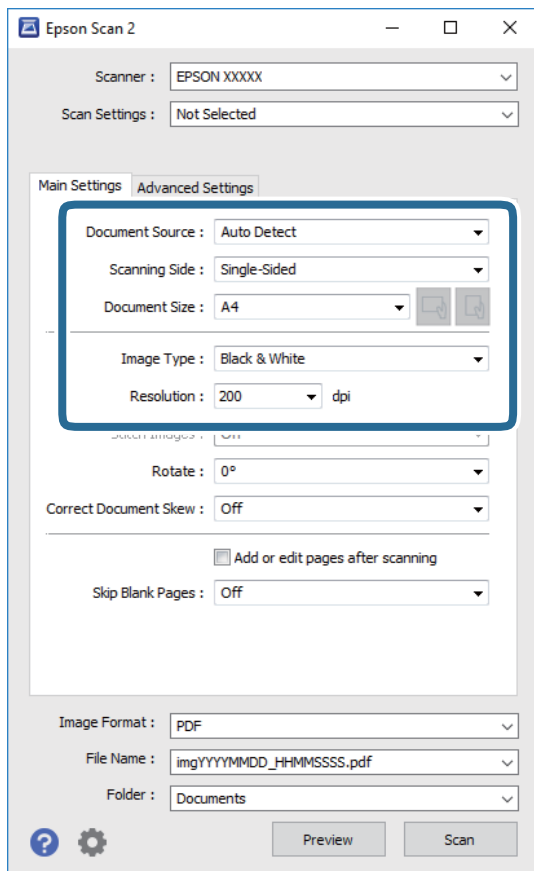 Epson Scan 2
Scanner : EPSON XXXXX
Scan Settings : Not Selected
Main Settings Advanced Settings
Document Source : Auto Detect
Scanning Side : Single-Sided
Document Size : A4
Image Type : Black & White
Resolution : 200 dpi
Rotate : 0°
Correct Document Skew : Off
Add or edit pages after scanning
Skip Blank Pages : Off
Image Format : PDF
File Name : imgYYYYMMDD_HHMMSSSS.pdf
Folder : Documents
? Preview Scan